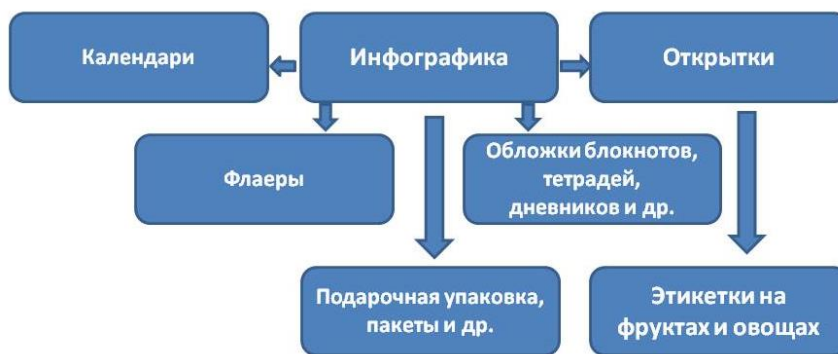 Календари
Инфографика
Открытки
Флаеры
Обложки блокнотов,
тетрадей,
дневников и др.
Подарочная упаковка,
пакеты и др.
Этикетки на
фруктах и овощах